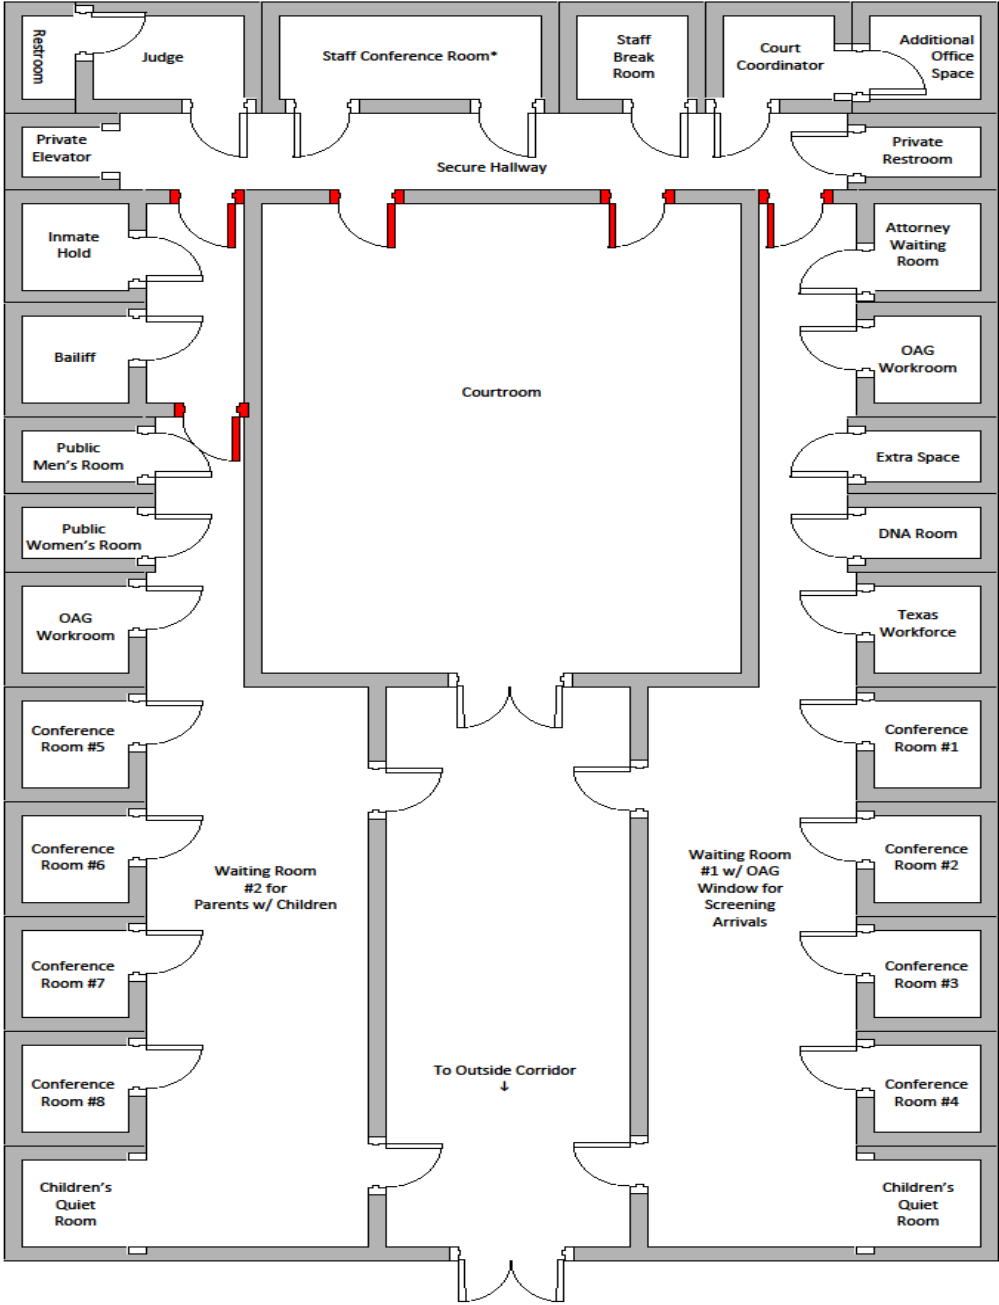 Restroom
Judge
Staff Conference Room*
Staff
Break
Room
Court
Coordinator
Additional
Office
Space
Private
Elevator
Secure Hallway
Private
Restroom
Inmate
Hold
Attorney
Waiting
Room
Bailiff
Courtroom
OAG
Workroom
Public
Men's Room
Extra Space
Public
Women's Room
DNA Room
OAG
Workroom
Texas
Workforce
Conference
Room #5
Conference
Room #1
Conference
Room #6
Waiting Room
#2 for
Parents w/ Children
Waiting Room
#1 w/ OAG
Window for
Screening
Arrivals
Conference
Room #2
Conference
Room #7
Conference
Room #3
Conference
Room #8
To Outside Corridor
↓
Conference
Room #4
Children's
Quiet
Room
Children's
Quiet
Room